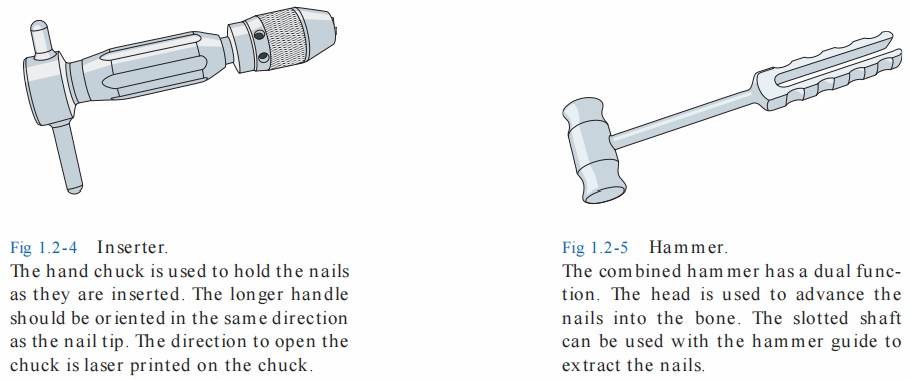 Fig 1.2-4 Inserter.
The hand chuck is used to hold the nails
as they are inserted. The longer handle
should be oriented in the same direction
as the nail tip. The direction to open the
chuck is laser printed on the chuck.
Fig 1.2-5 Hammer.
The combined hammer has a dual func-
tion. The head is used to advance the
nails into the bone. The slotted shaft
can be used with the hammer guide to
extract the nails.